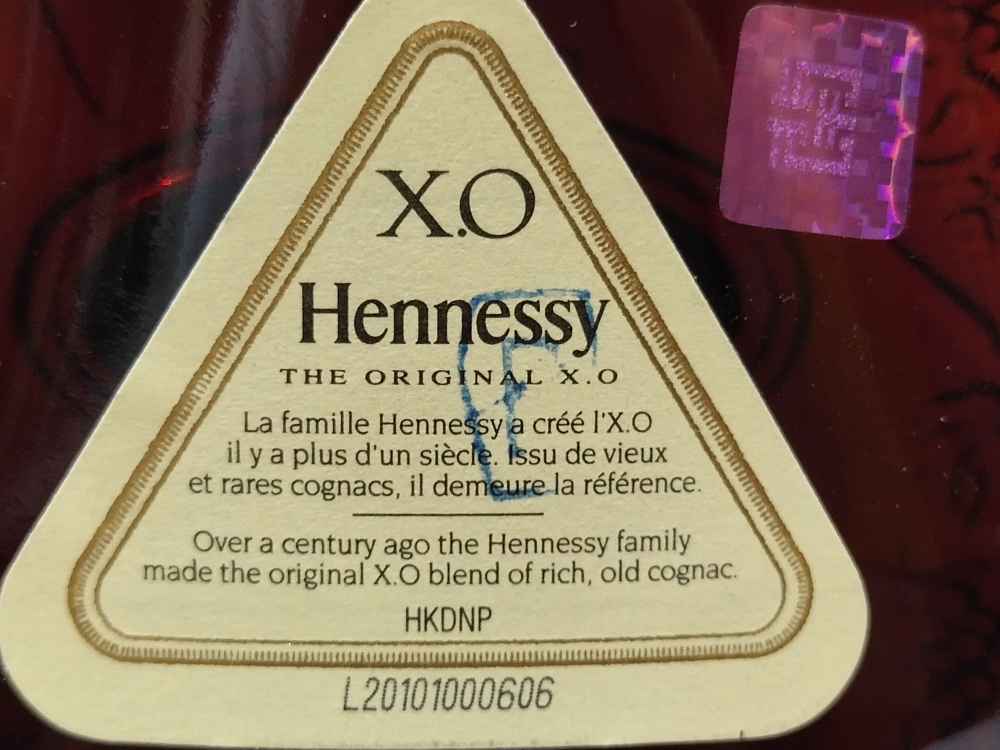 X.O
Hennessy
THE ORIGINAL X.O
La famille Hennessy a créé l'X.O
il y a plus d'un siècle. Issu de vieux
et rares cognacs, il demeure la référence.
Over a century ago the Hennessy family
made the original X.O blend of rich, old cognac.
HKDNP
L20101000606